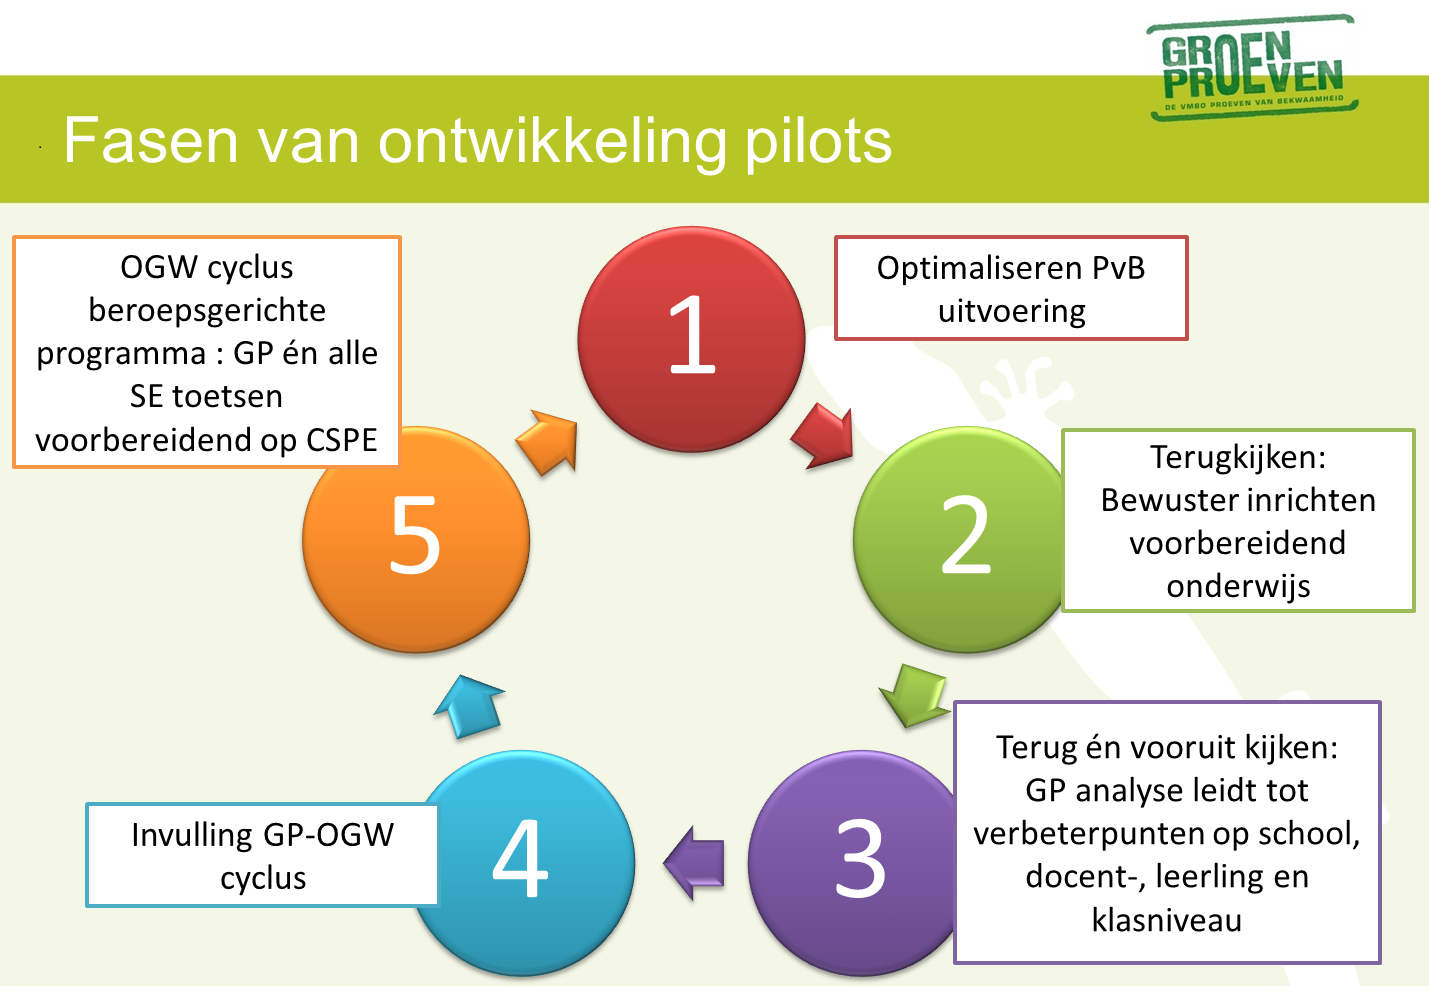 GROEN
PROEVEN
DE VMBO PROEVEN VAN BEKWAAMHEID
. Fasen van ontwikkeling pilots
1
Optimaliseren PvB
uitvoering
2
Terugkijken:
Bewuster inrichten
voorbereidend
onderwijs
3
Terug én vooruit kijken:
GP analyse leidt tot
verbeterpunten op school,
docent-, leerling en
klasniveau
4
Invulling GP-OGW
cyclus
5
OGW cyclus
beroepsgerichte
programma : GP én alle
SE toetsen
voorbereidend op CSPE